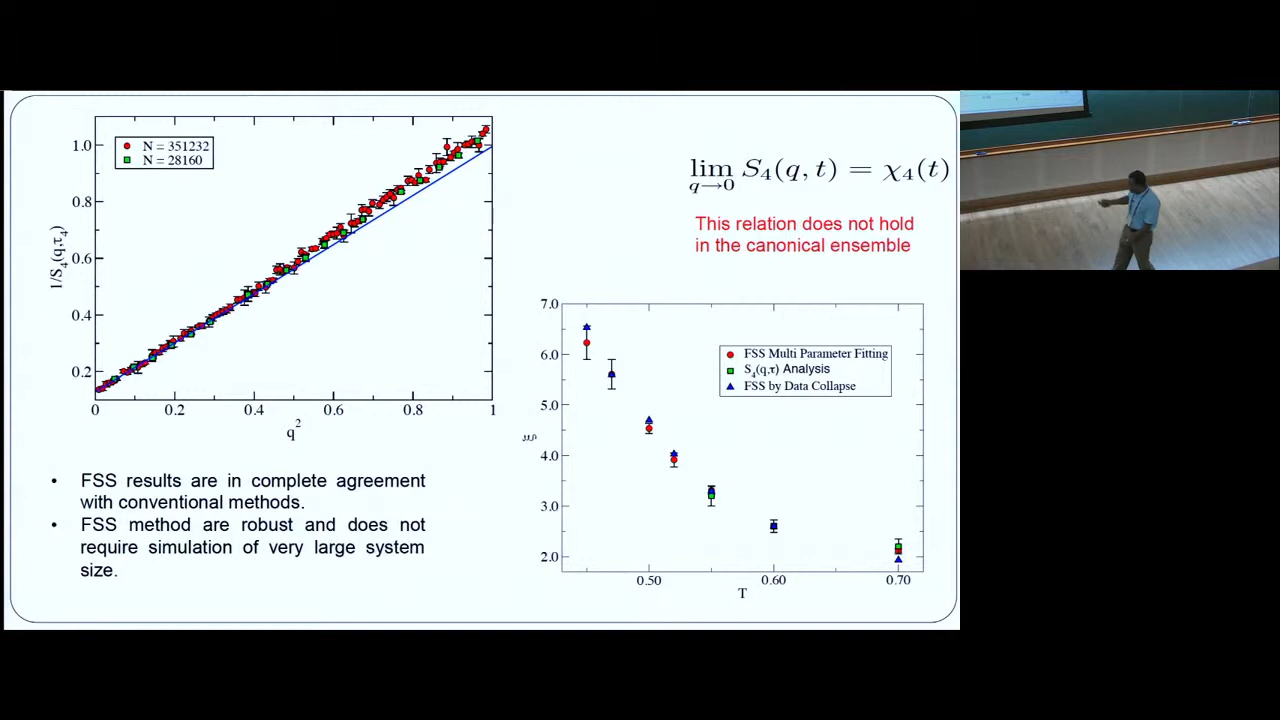 N = 351232
N = 28160
1.0
0.8
0.6
0.4
0.2
1/S₄(q,τ₄)
0 0.2 0.4 0.6 0.8 1
q²
• FSS results are in complete agreement
with conventional methods.
• FSS method are robust and does not
require simulation of very large system
size.
lim S₄(q, t) = χ₄(t)
q→0
This relation does not hold
in the canonical ensemble
7.0
6.0
5.0
4.0
3.0
2.0
ξ
FSS Multi Parameter Fitting
S₄(q,τ) Analysis
FSS by Data Collapse
0.50 0.60 0.70
T